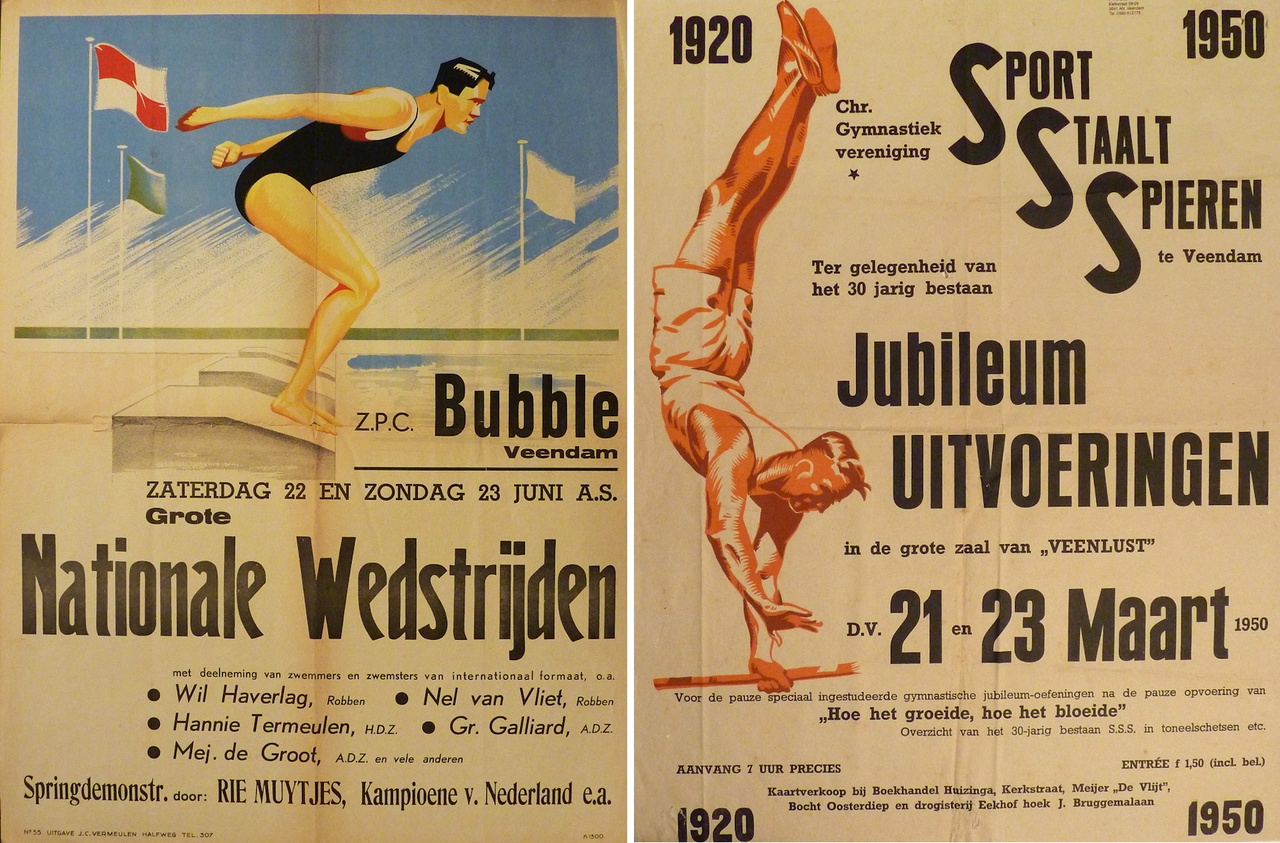 Z.P.C. Bubble
Veendam
ZATERDAG 22 EN ZONDAG 23 JUNI A.S.
Grote
Nationale Wedstrijden
met deelneming van zwemmers en zwemsters van internationaal formaat, o.a.
● Wil Haverlag, Robben ● Nel van Vliet, Robben
● Hannie Termeulen, H.D.Z. ● Gr. Galliard, A.D.Z.
● Mej. de Groot, A.D.Z. en vele anderen
Springdemonstr. door: RIE MUYTJES, Kampioene v. Nederland e.a.
Nº 55 UITGAVE J.C. VERMEULEN HALFWEG TEL. 307
1920 1950
Chr.
Gymnastiek
vereniging
SPORT
STAALT
SPIEREN
te Veendam
Ter gelegenheid van
het 30 jarig bestaan
Jubileum
UITVOERINGEN
in de grote zaal van „VEENLUST”
D.V. 21 en 23 Maart 1950
Voor de pauze speciaal ingestudeerde gymnastische jubileum-oefeningen na de pauze opvoering van
„Hoe het groeide, hoe het bloeide”
Overzicht van het 30-jarig bestaan S.S.S. in toneelschetsen etc.
AANVANG 7 UUR PRECIES ENTRÉE f 1,50 (incl. bel.)
Kaartverkoop bij Boekhandel Huizinga, Kerkstraat, Meijer „De Vlijt”,
Bocht Oosterdiep en drogisterij Eekhof hoek J. Bruggemalaan
1920 1950